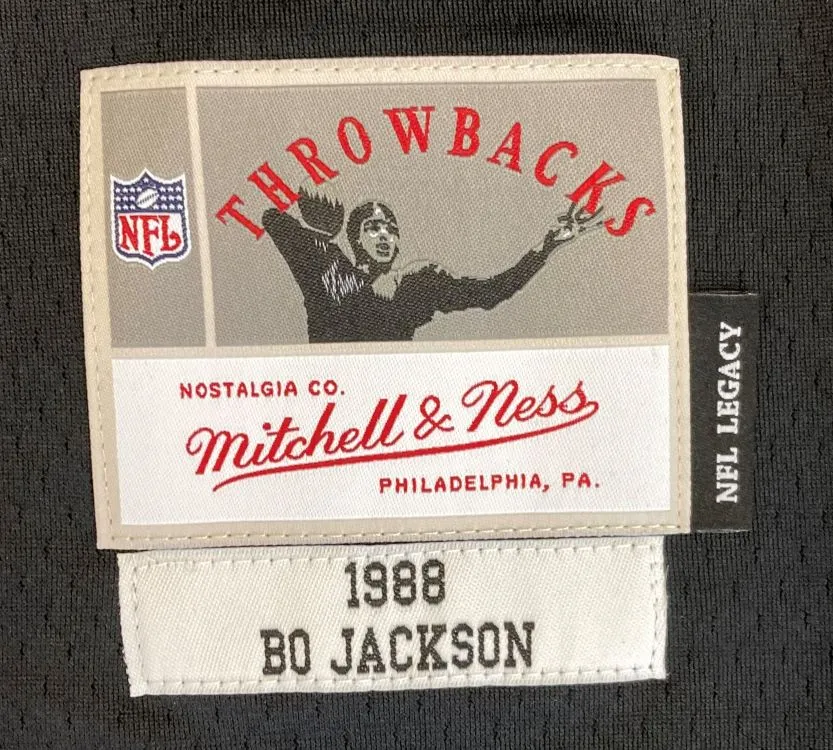 THROWBACKS
NFL
NOSTALGIA CO.
Mitchell & Ness
PHILADELPHIA, PA.
NFL LEGACY
1988
BO JACKSON